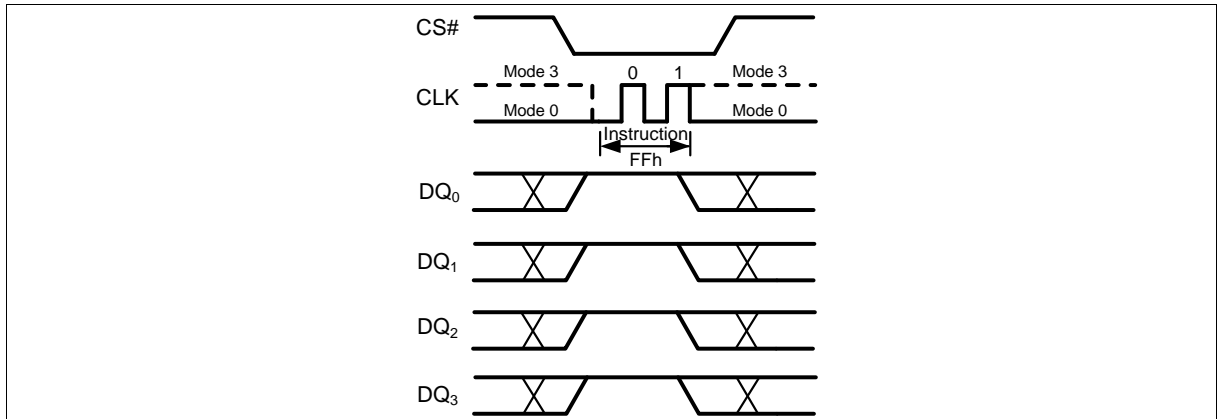 CS#
Mode 3 0 1 Mode 3
CLK
Mode 0 Mode 0
Instruction
FFh
DQ0
DQ1
DQ2
DQ3